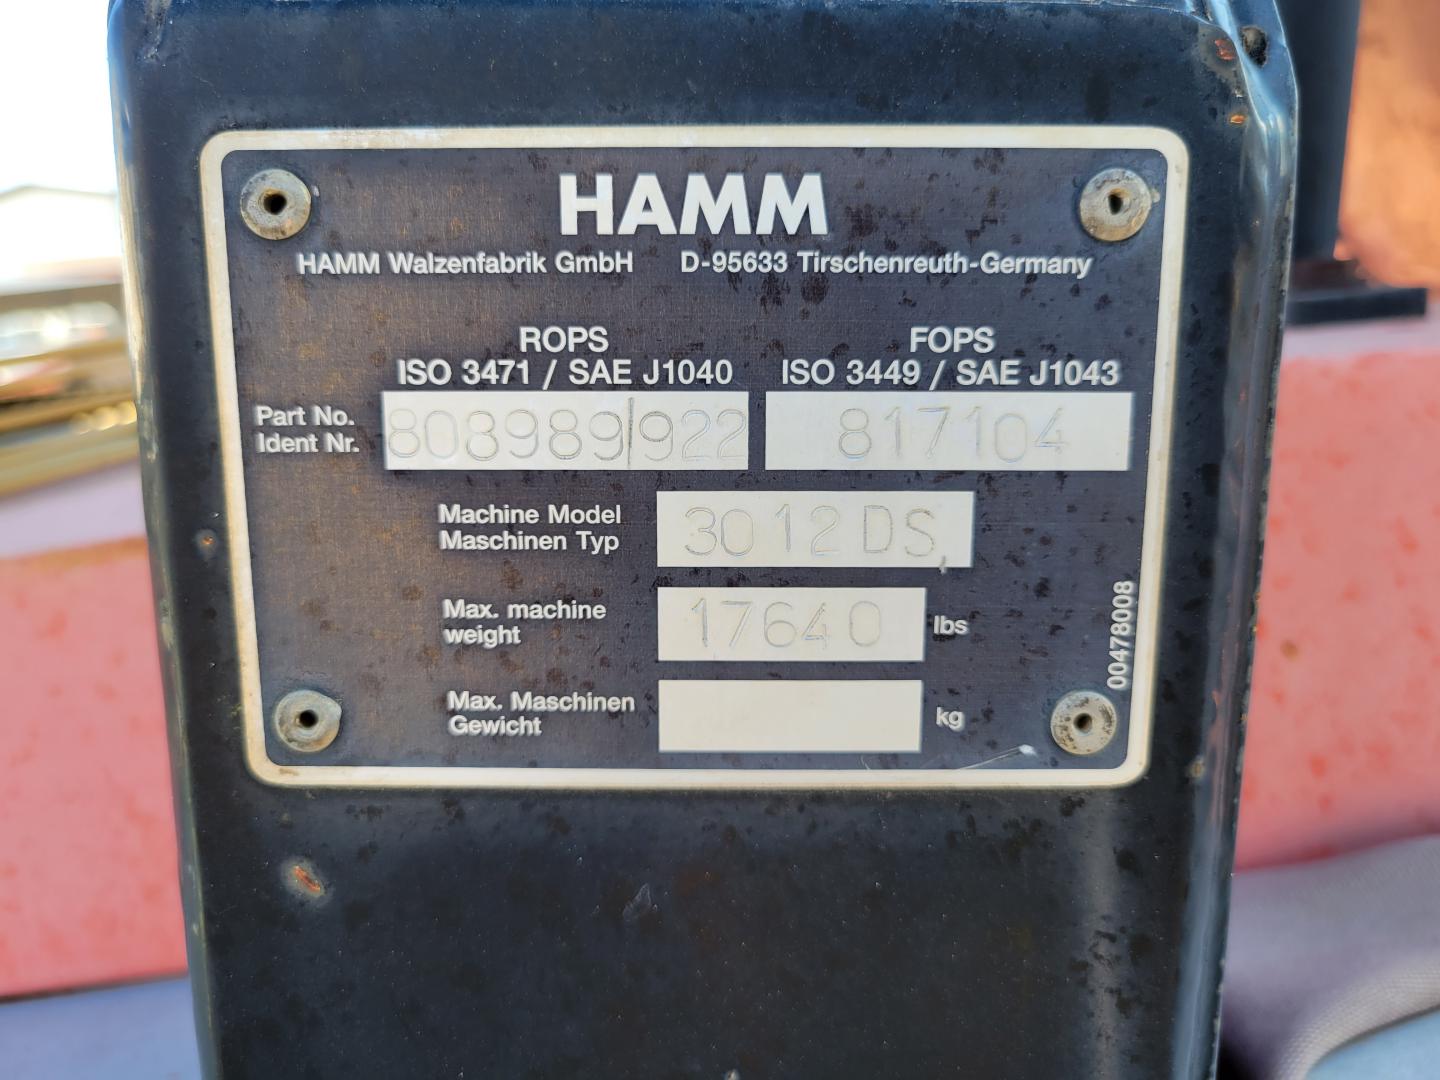 HAMM
HAMM Walzenfabrik GmbH D-95633 Tirschenreuth-Germany
ROPS FOPS
ISO 3471 / SAE J1040 ISO 3449 / SAE J1043
Part No.
Ident Nr. 808989/922 817104
Machine Model
Maschinen Typ 3012DS
Max. machine
weight 17640 lbs
Max. Maschinen
Gewicht kg
00478008